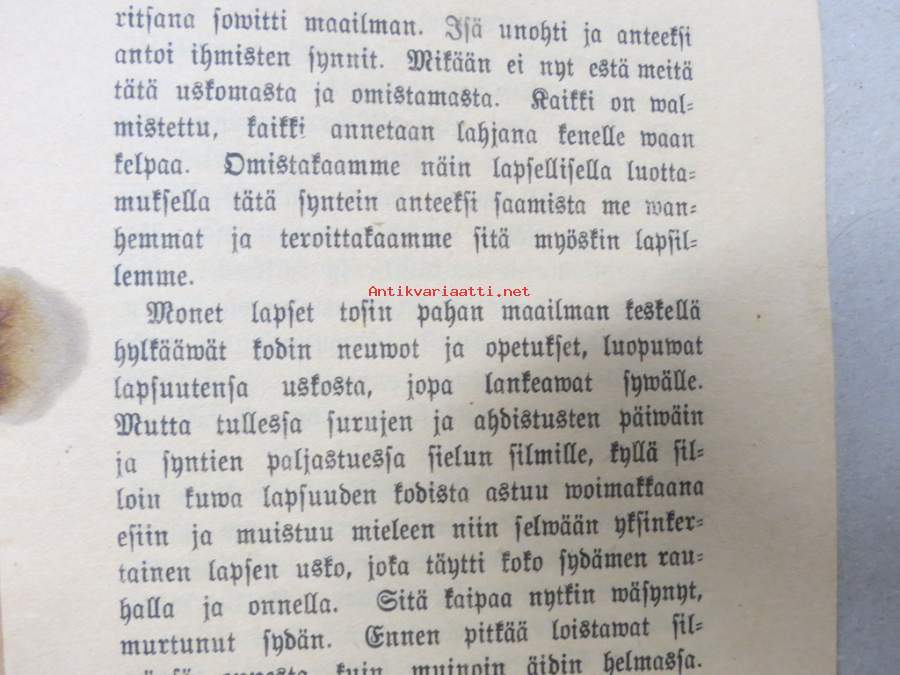 ritsana sowitti maailman. Isä unohti ja anteeksi
antoi ihmisten synnit. Mikään ei nyt estä meitä
tätä uskomasta ja omistamasta. Kaikki on wal-
mistettu, kaikki annetaan lahjana kenelle waan
kelpaa. Omistakaamme näin lapsellisella luotta-
muksella tätä syntein anteeksi saamista me wan-
hemmat ja teroittakaamme sitä myöskin lapsil-
lemme.
Antikvariaatti.net
Monet lapset tosin pahan maailman keskellä
hylkääwät kodin neuwot ja opetukset, luopuwat
lapsuutensa uskosta, jopa lankeawat sywälle.
Mutta tullessa surujen ja ahdistusten päiwäin
ja syntien paljastuessa sielun silmille, kyllä sil-
loin kuwa lapsuuden kodista astuu woimakkaana
esiin ja muistuu mieleen niin selwään yksinker-
tainen lapsen usko, joka täytti koko sydämen rau-
halla ja onnella. Sitä kaipaa nytkin wäsynyt,
murtunut sydän. Ennen pitkää loistawat sil-
kuin muinoin äidin helmassa.